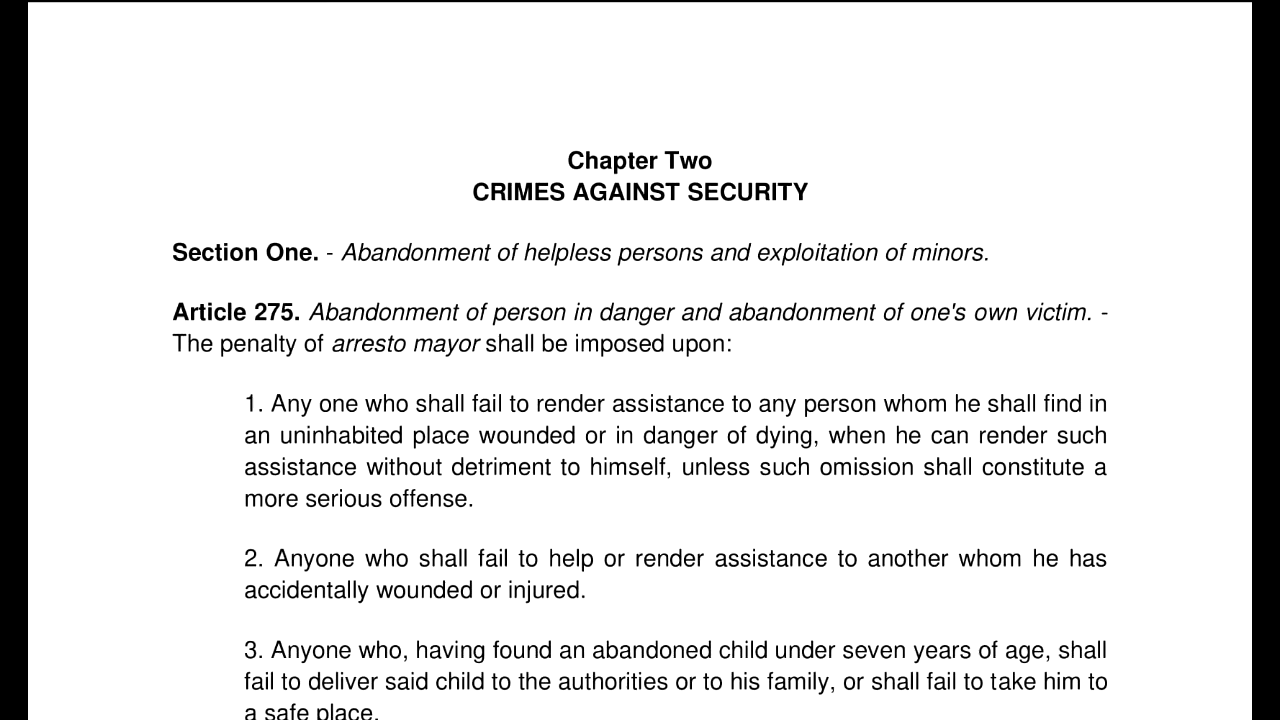 Chapter Two
CRIMES AGAINST SECURITY
Section One. - Abandonment of helpless persons and exploitation of minors.
Article 275. Abandonment of person in danger and abandonment of one's own victim. -
The penalty of arresto mayor shall be imposed upon:
1. Any one who shall fail to render assistance to any person whom he shall find in
an uninhabited place wounded or in danger of dying, when he can render such
assistance without detriment to himself, unless such omission shall constitute a
more serious offense.
2. Anyone who shall fail to help or render assistance to another whom he has
accidentally wounded or injured.
3. Anyone who, having found an abandoned child under seven years of age, shall
fail to deliver said child to the authorities or to his family, or shall fail to take him to
a safe place.